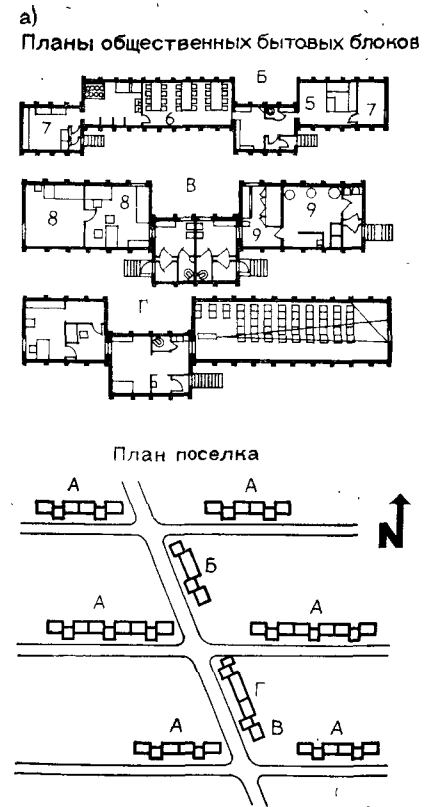 а)
Планы общественных бытовых блоков
Б
7 6 5 7
В
8 8 9 9
Г
План поселка
А А
N
Б
А А
Г
В
А А